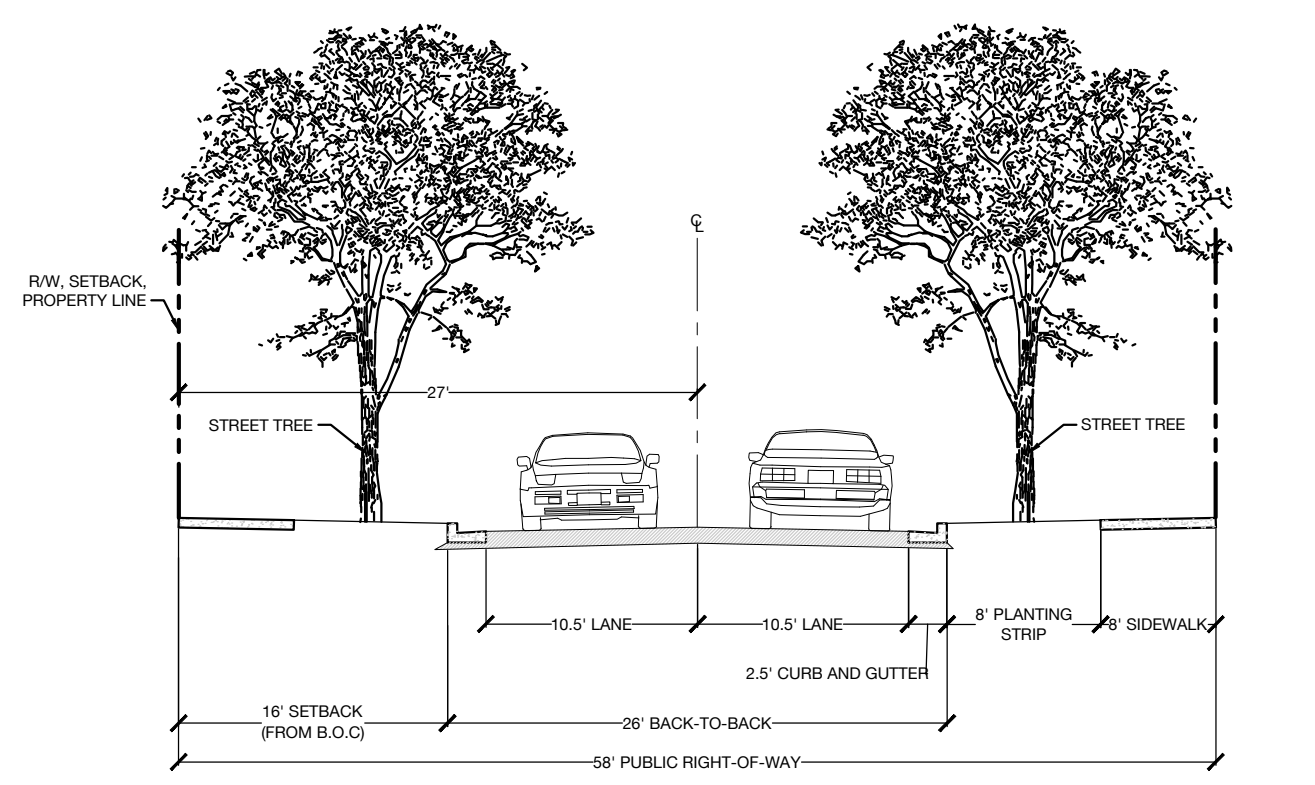 ℄
R/W, SETBACK,
PROPERTY LINE
27'
STREET TREE
STREET TREE
10.5' LANE
10.5' LANE
8' PLANTING
STRIP
8' SIDEWALK
2.5' CURB AND GUTTER
16' SETBACK
(FROM B.O.C)
26' BACK-TO-BACK
58' PUBLIC RIGHT-OF-WAY